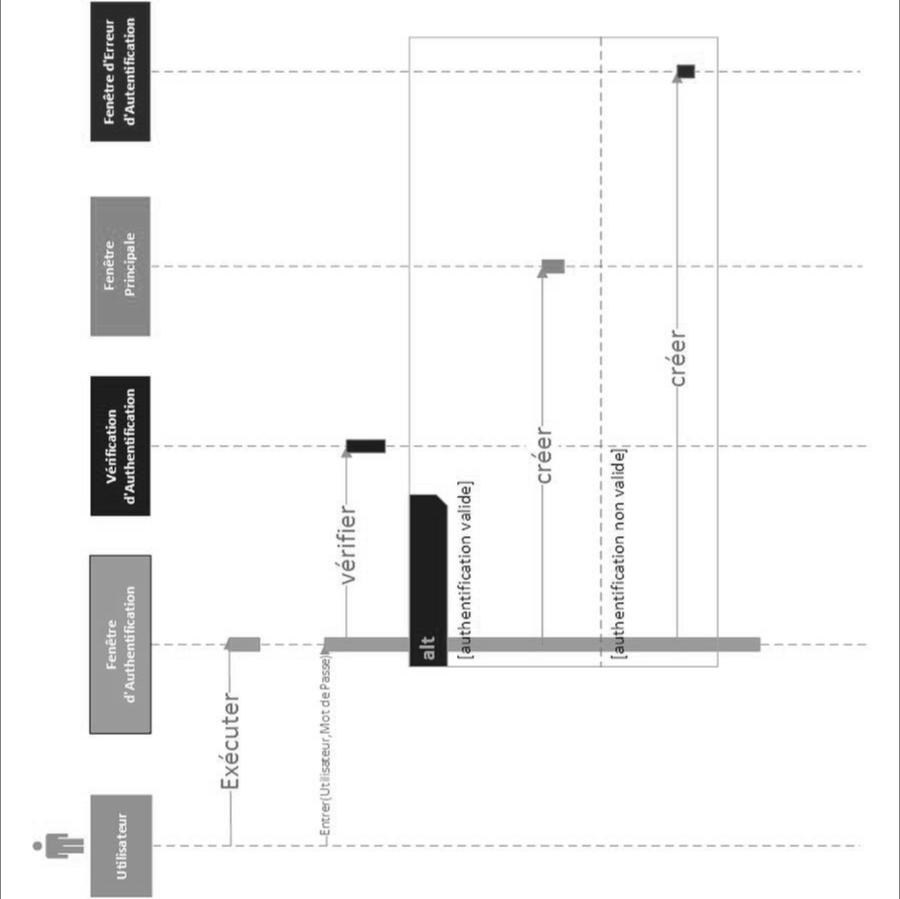 Utilisateur
Fenêtre
d'Authentification
Vérification
d'Authentification
Fenêtre
Principale
Fenêtre d'Erreur
d'Autentification
Exécuter
Entrer(Utilisateur,Mot de Passe)
vérifier
alt
[authentification valide]
créer
[authentification non valide]
créer